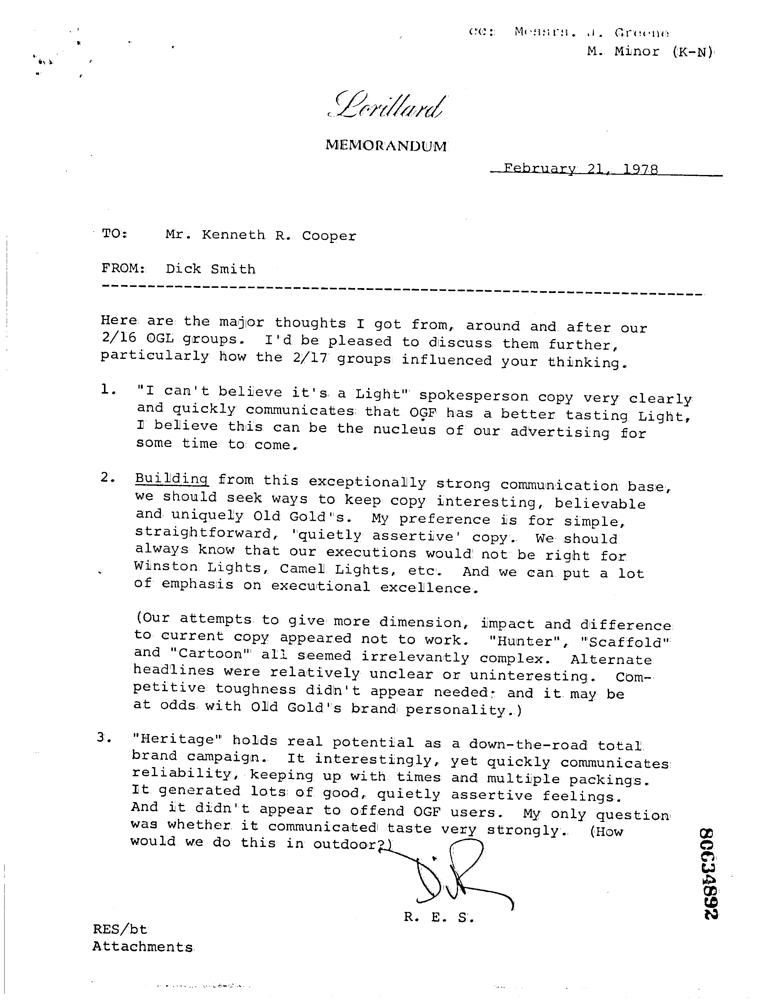 cc: Messrs. J. Greene
M. Minor (K-N)
Lorillard
MEMORANDUM
February 21, 1978
TO: Mr. Kenneth R. Cooper
FROM: Dick Smith
Here are the major thoughts I got from, around and after our
2/16 OGL groups. I'd be pleased to discuss them further,
particularly how the 2/17 groups influenced your thinking.
1. "I can't believe it's a Light" spokesperson copy very clearly
and quickly communicates that OGF has a better tasting Light,
I believe this can be the nucleus of our advertising for
some time to come.
2. Building from this exceptionally strong communication base,
we should seek ways to keep copy interesting, believable
and uniquely Old Gold's. My preference is for simple,
straightforward, 'quietly assertive' copy. We should
always know that our executions would not be right for
Winston Lights, Camel Lights, etc. And we can put a lot
of emphasis on executional excellence.
(Our attempts to give more dimension, impact and difference
to current copy appeared not to work. "Hunter", "Scaffold"
and "Cartoon" all seemed irrelevantly complex. Alternate
headlines were relatively unclear or uninteresting. Com-
petitive toughness didn't appear needed; and it may be
at odds with Old Gold's brand personality.)
3. "Heritage" holds real potential as a down-the-road total
brand campaign. It interestingly, yet quickly communicates
reliability, keeping up with times and multiple packings.
It generated lots of good, quietly assertive feelings.
And it didn't appear to offend OGF users. My only question
was whether it communicated taste very strongly. (How
would we do this in outdoor?)
R. E. S.
RES/bt
Attachments
80634892